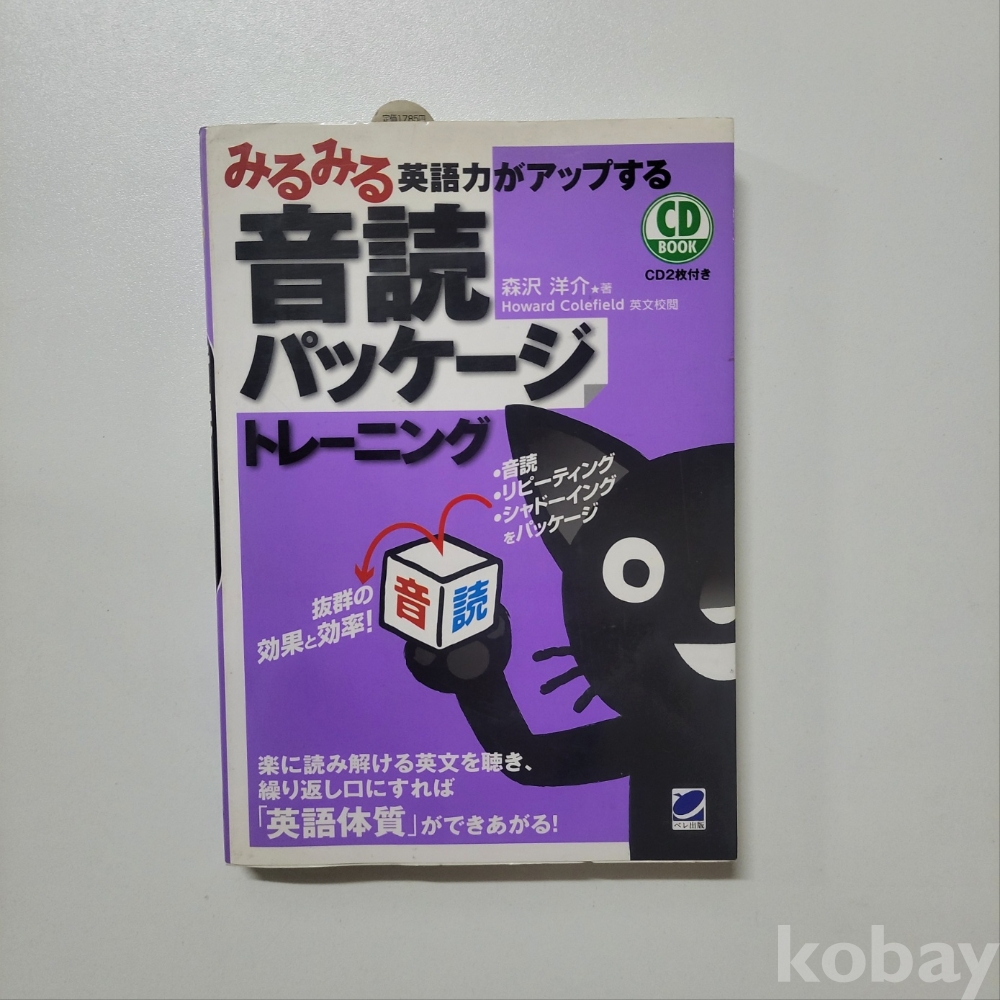 みるみる英語力がアップする
音読
パッケージ
トレーニング
CD
BOOK
CD2枚付き
森沢 洋介★著
Howard Colefield 英文校閲
•音読
•リピーティング
•シャドーイング
をパッケージ
音 読
抜群の
効果と効率!
楽に読み解ける英文を聴き、
繰り返し口にすれば
「英語体質」ができあがる!
ベレ出版
kobay